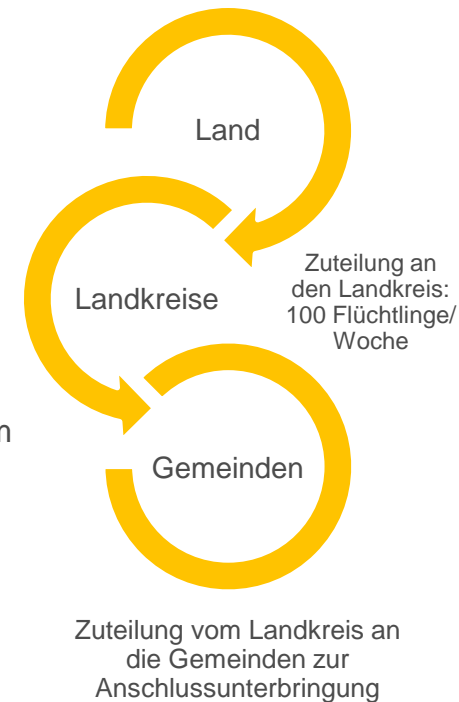 Land
Zuteilung an
den Landkreis:
100 Flüchtlinge/
Woche
Landkreise
Gemeinden
Zuteilung vom Landkreis an
die Gemeinden zur
Anschlussunterbringung